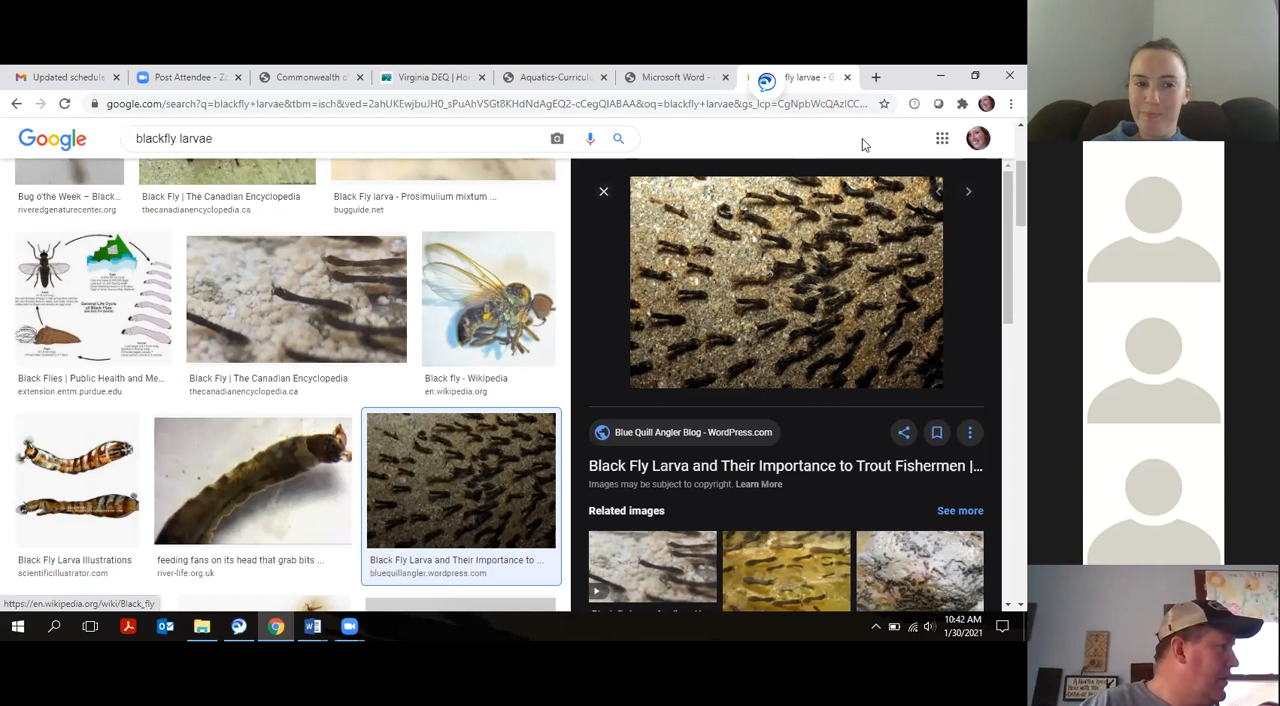 Updated schedule
Post Attendee - Z
Commonwealth o
Virginia DEQ | Ho
Aquatics-Curricul
Microsoft Word -
fly larvae - G
google.com/search?q=blackfly+larvae&tbm=isch&ved=2ahUKEwjbuJH0_sPuAhVSGt8KHdNdAgEQ2-cCegQIABAA&oq=blackfly+larvae&gs_lcp=CgNpbWcQAzICC...
Google
blackfly larvae
Bug o'the Week – Black...
riveredgenaturecenter.org
Black Fly | The Canadian Encyclopedia
thecanadianencyclopedia.ca
Black Fly larva - Prosimulium mixtum ...
bugguide.net
General Life Cycle
of
Black Flies
Black Flies | Public Health and Me...
extension.entm.purdue.edu
Black Fly | The Canadian Encyclopedia
thecanadianencyclopedia.ca
Black fly - Wikipedia
en.wikipedia.org
Black Fly Larva Illustrations
scientificillustrator.com
feeding fans on its head that grab bits ...
river-life.org.uk
Black Fly Larva and Their Importance to ...
bluequillangler.wordpress.com
Blue Quill Angler Blog - WordPress.com
Black Fly Larva and Their Importance to Trout Fishermen |...
Images may be subject to copyright. Learn More
Related images
See more
https://en.wikipedia.org/wiki/Black_fly
10:42 AM
1/30/2021